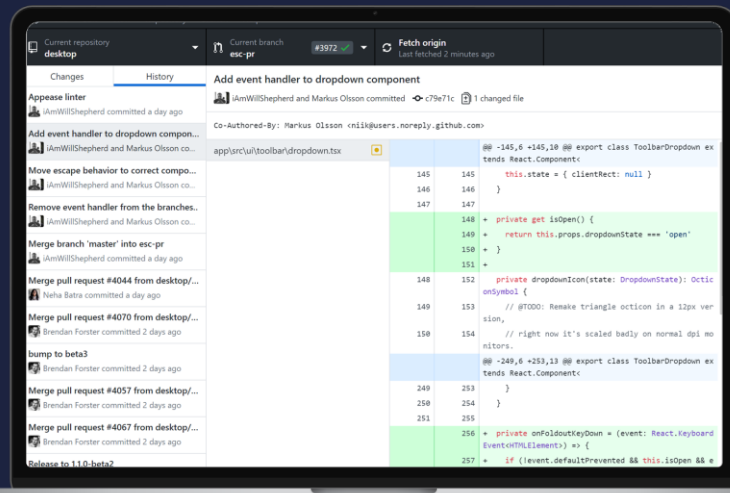 Current repository
desktop
Current branch
esc-pr
#3972
Fetch origin
Last fetched 2 minutes ago
Changes
History
Appease linter
iAmWillShepherd committed a day ago
Add event handler to dropdown compon...
iAmWillShepherd and Markus Olsson co...
Move escape behavior to correct compo...
iAmWillShepherd and Markus Olsson co...
Remove event handler from the branches..
iAmWillShepherd and Markus Olsson co...
Merge branch 'master' into esc-pr
iAmWillShepherd committed a day ago
Merge pull request #4044 from desktop/...
Neha Batra committed a day ago
Merge pull request #4070 from desktop/...
Brendan Forster committed 2 days ago
bump to beta3
Brendan Forster committed 2 days ago
Merge pull request #4057 from desktop/...
Brendan Forster committed 2 days ago
Merge pull request #4067 from desktop/...
Brendan Forster committed 2 days ago
Release to 1.1.0-beta2
Add event handler to dropdown component
iAmWillShepherd and Markus Olsson committed c79e71c 1 changed file
Co-Authored-By: Markus Olsson <niik@users.noreply.github.com>
app\src\ui\toolbar\dropdown.tsx
@@ -145,6 +145,10 @@ export class ToolbarDropdown ex
tends React.Component<
145 145 this.state = { clientRect: null }
146 146 }
147 147
148 + private get isOpen() {
149 + return this.props.dropdownState === 'open'
150 + }
151 +
148 152 private dropdownIcon(state: DropdownState): Octic
onSymbol {
149 153 // @TODO: Remake triangle octicon in a 12px ver
sion,
150 154 // right now it's scaled badly on normal dpi mo
nitors.
@@ -249,6 +253,13 @@ export class ToolbarDropdown ex
tends React.Component<
249 253 }
250 254 }
251 255
256 + private onFoldoutKeyDown = (event: React.Keyboard
Event<HTMLElement>) => {
257 + if (!event.defaultPrevented && this.isOpen && e